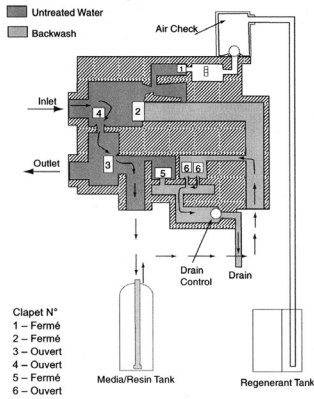 Untreated Water
Backwash
Air Check
1
Inlet
4
2
Outlet
3
5
6
6
Drain
Control
Drain
Clapet N°
1 – Fermé
2 – Fermé
3 – Ouvert
4 – Ouvert
5 – Fermé
6 – Ouvert
Media/Resin Tank
Regenerant Tank